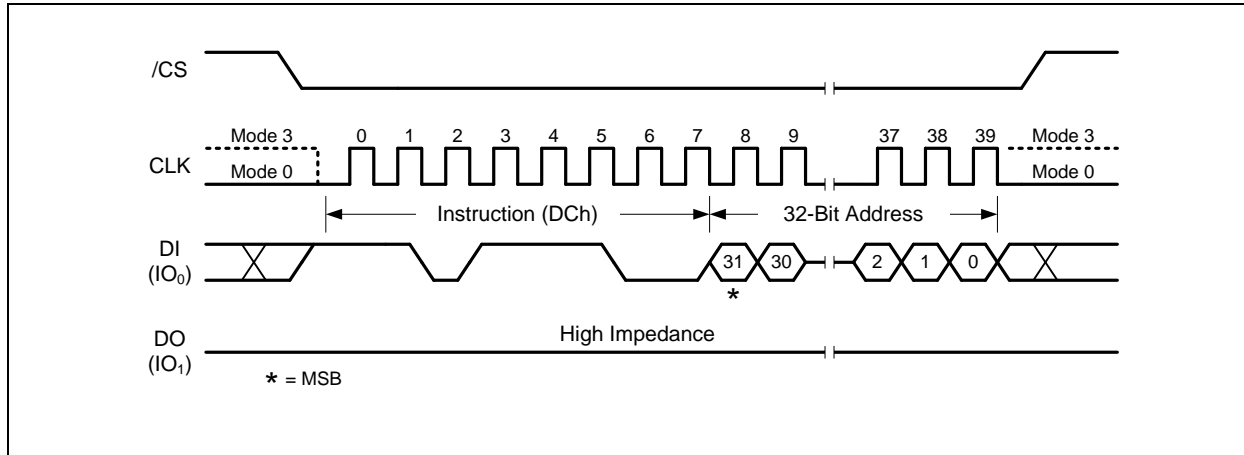 /CS
Mode 3 0 1 2 3 4 5 6 7 8 9 37 38 39 Mode 3
CLK Mode 0 Mode 0
Instruction (DCh) 32-Bit Address
DI
(IO₀)
31 30 2 1 0
*
DO
(IO₁)
High Impedance
* = MSB